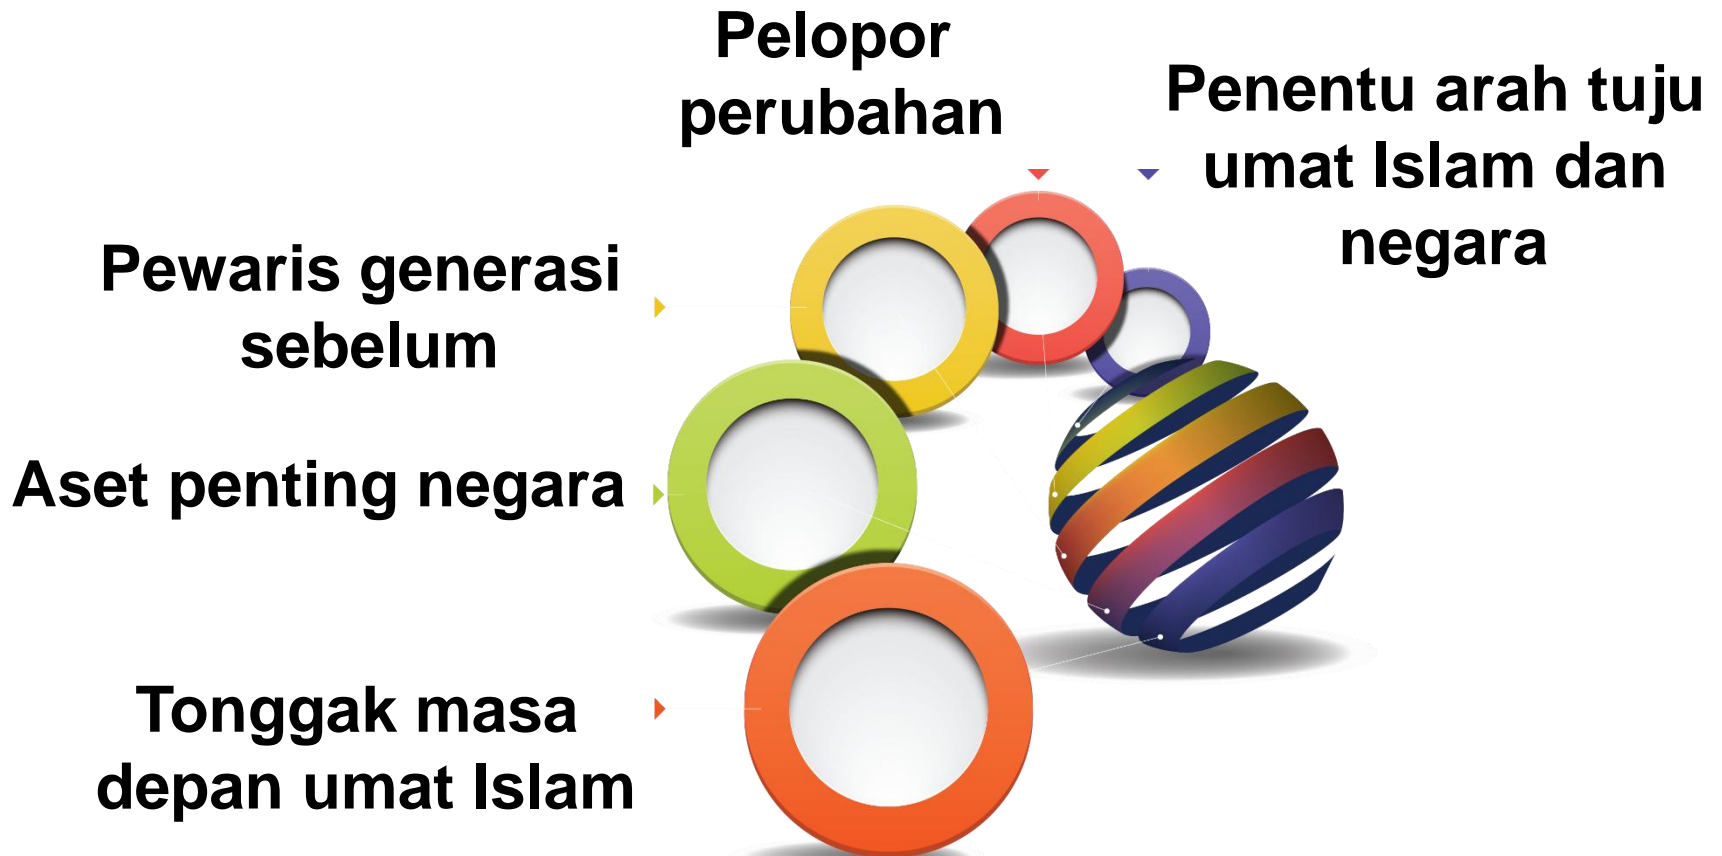 Pelopor
perubahan
Penentu arah tuju
umat Islam dan
negara
Pewaris generasi
sebelum
Aset penting negara
Tonggak masa
depan umat Islam